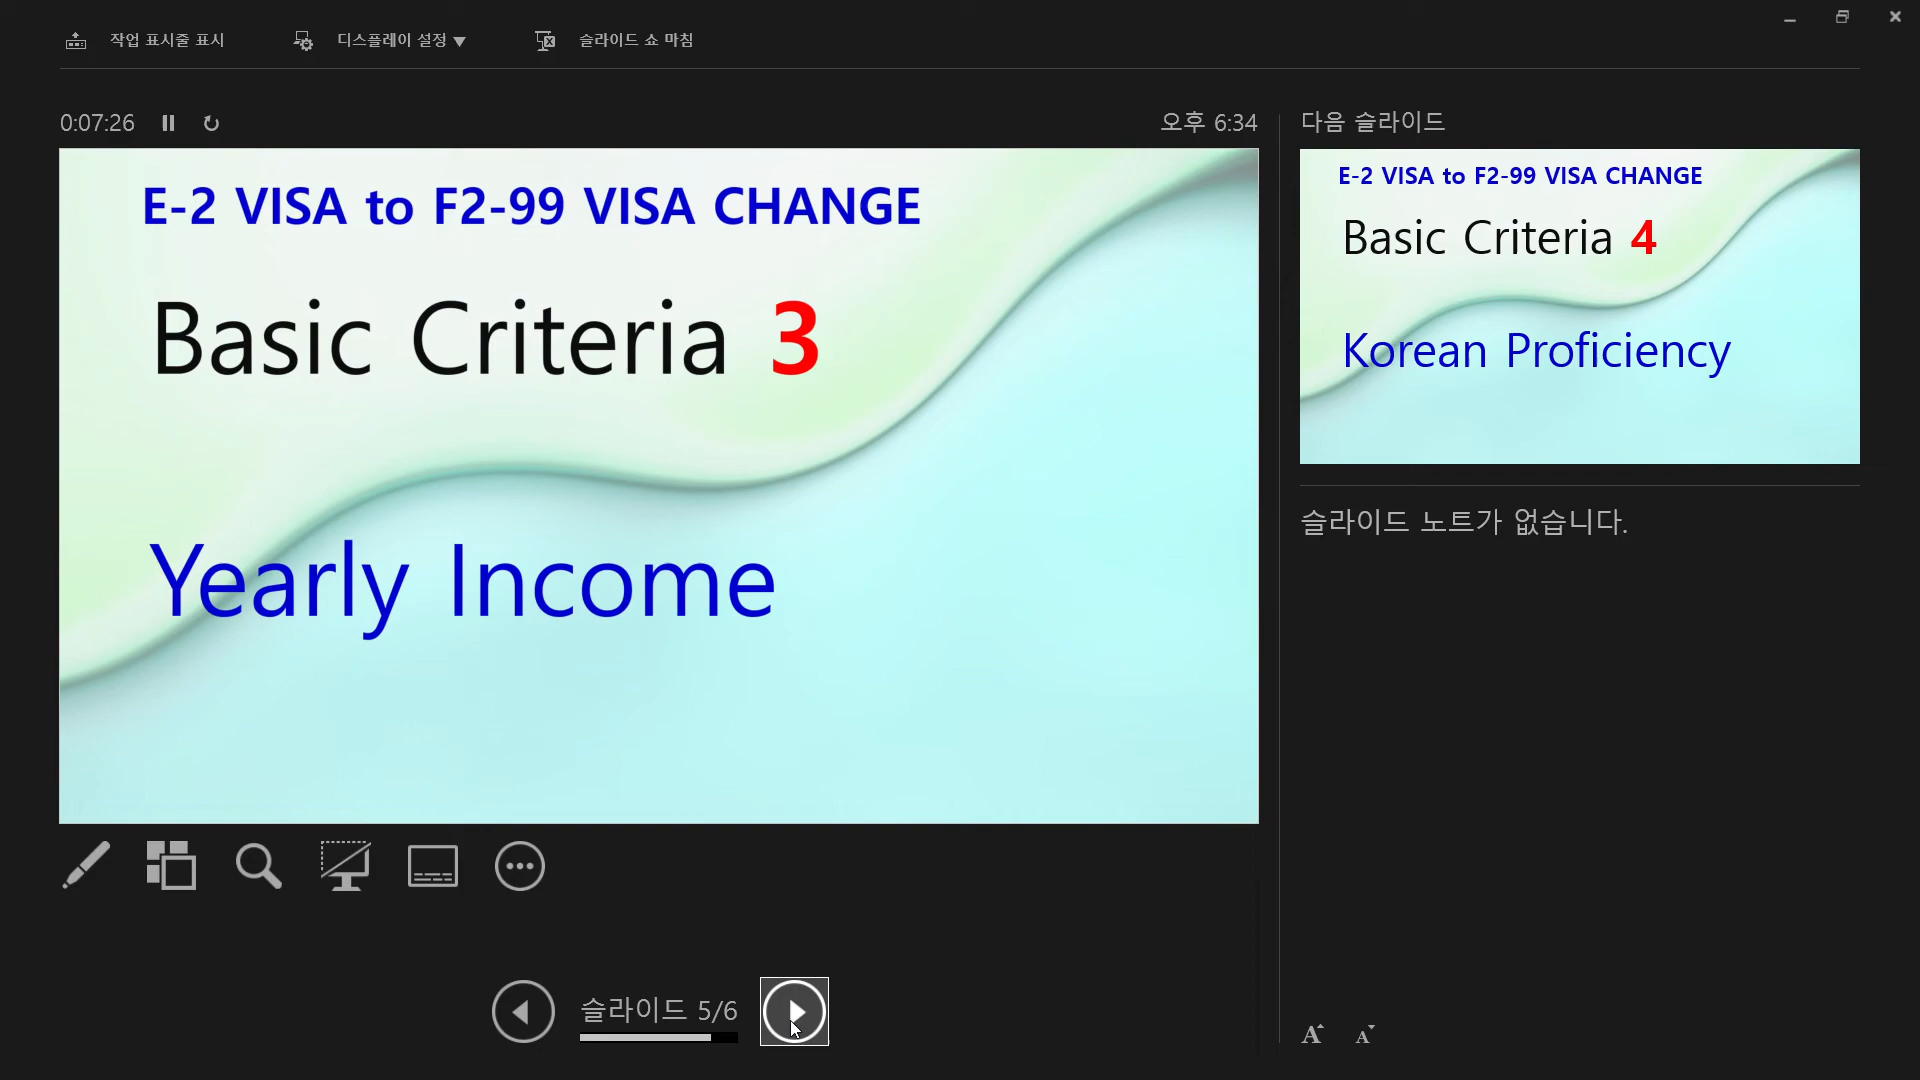 작업 표시줄 표시
디스플레이 설정 ▼
슬라이드 쇼 마침
0:07:26
오후 6:34
E-2 VISA to F2-99 VISA CHANGE
Basic Criteria 3
Yearly Income
슬라이드 5/6
다음 슬라이드
E-2 VISA to F2-99 VISA CHANGE
Basic Criteria 4
Korean Proficiency
슬라이드 노트가 없습니다.
A A